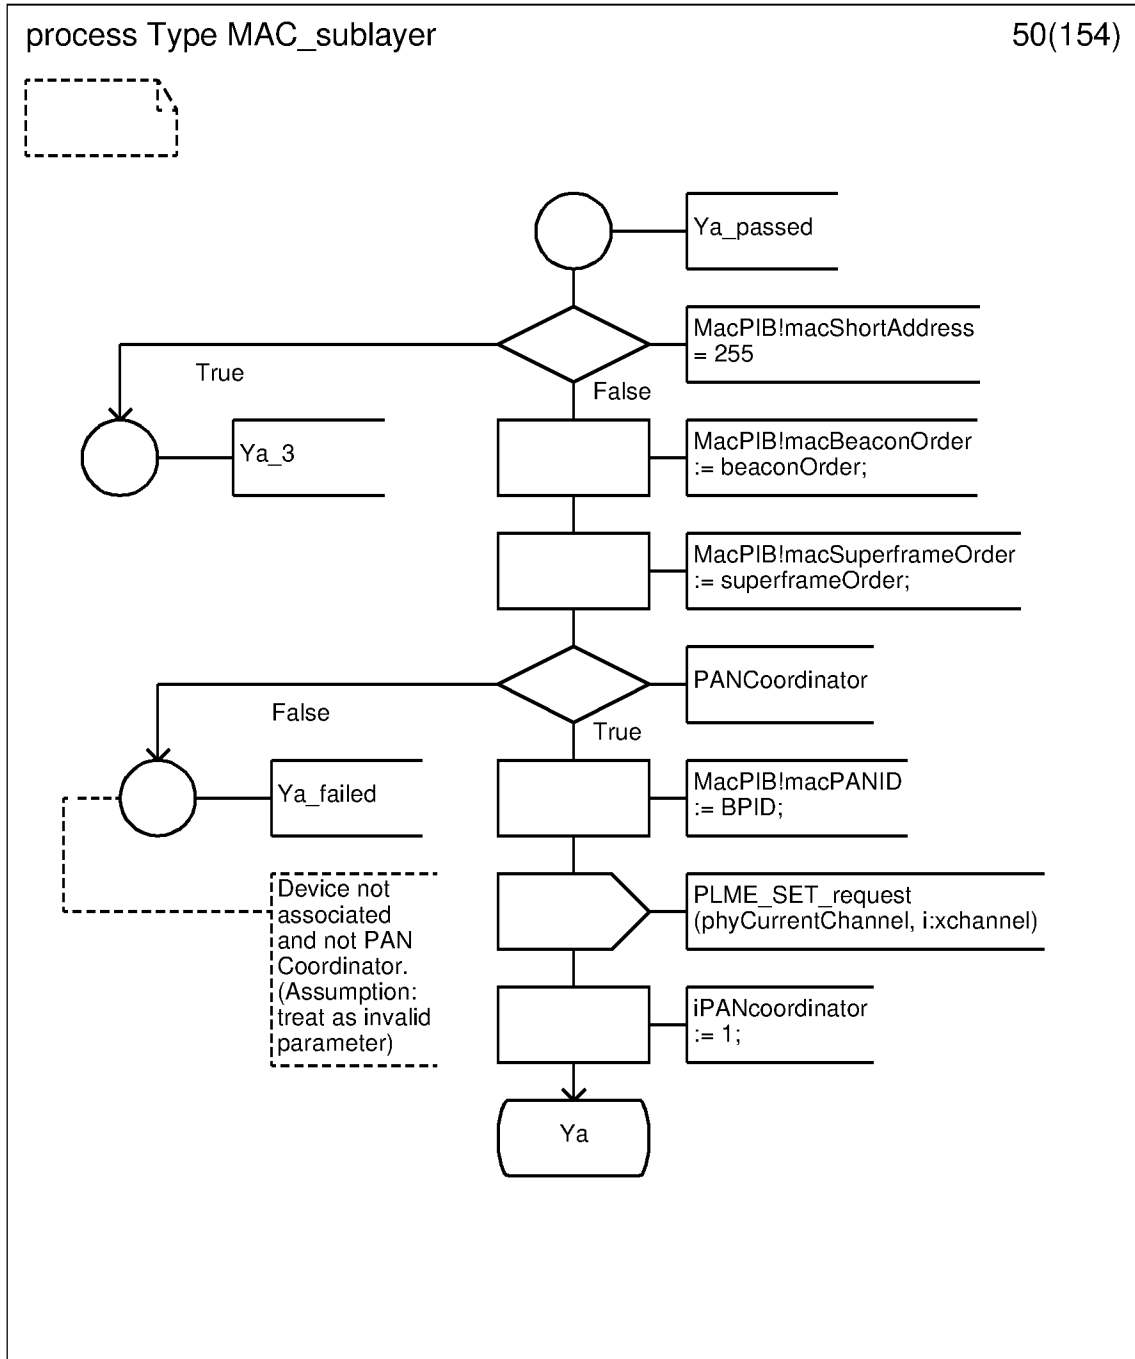 process Type MAC_sublayer
50(154)
Ya_passed
MacPIB!macShortAddress
= 255
True
False
Ya_3
MacPIB!macBeaconOrder
:= beaconOrder;
MacPIB!macSuperframeOrder
:= superframeOrder;
PANCoordinator
False
True
Ya_failed
MacPIB!macPANID
:= BPID;
Device not
associated
and not PAN
Coordinator.
(Assumption:
treat as invalid
parameter)
PLME_SET_request
(phyCurrentChannel, i:xchannel)
iPANcoordinator
:= 1;
Ya